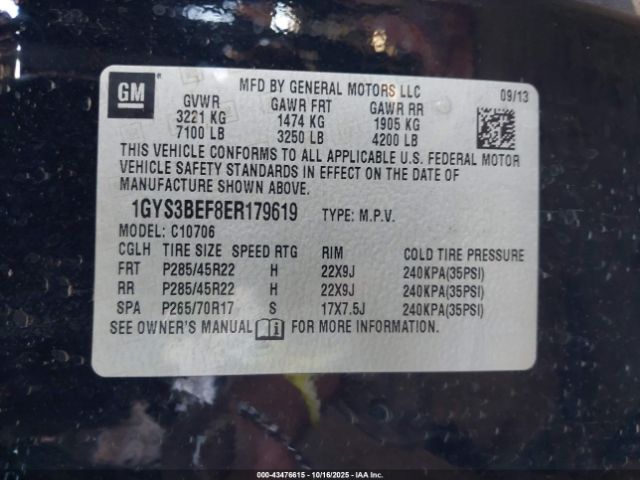 GM
MFD BY GENERAL MOTORS LLC
09/13
GVWR GAWR FRT GAWR RR
3221 KG 1474 KG 1905 KG
7100 LB 3250 LB 4200 LB
THIS VEHICLE CONFORMS TO ALL APPLICABLE U.S. FEDERAL MOTOR
VEHICLE SAFETY STANDARDS IN EFFECT ON THE DATE OF
MANUFACTURE SHOWN ABOVE.
1GYS3BEF8ER179619 TYPE: M.P.V.
MODEL: C10706
CGLH TIRE SIZE SPEED RTG RIM COLD TIRE PRESSURE
FRT P285/45R22 H 22X9J 240KPA(35PSI)
RR P285/45R22 H 22X9J 240KPA(35PSI)
SPA P265/70R17 S 17X7.5J 240KPA(35PSI)
SEE OWNER'S MANUAL FOR MORE INFORMATION.
000-43476615 - 10/16/2025 - www.iaai.com